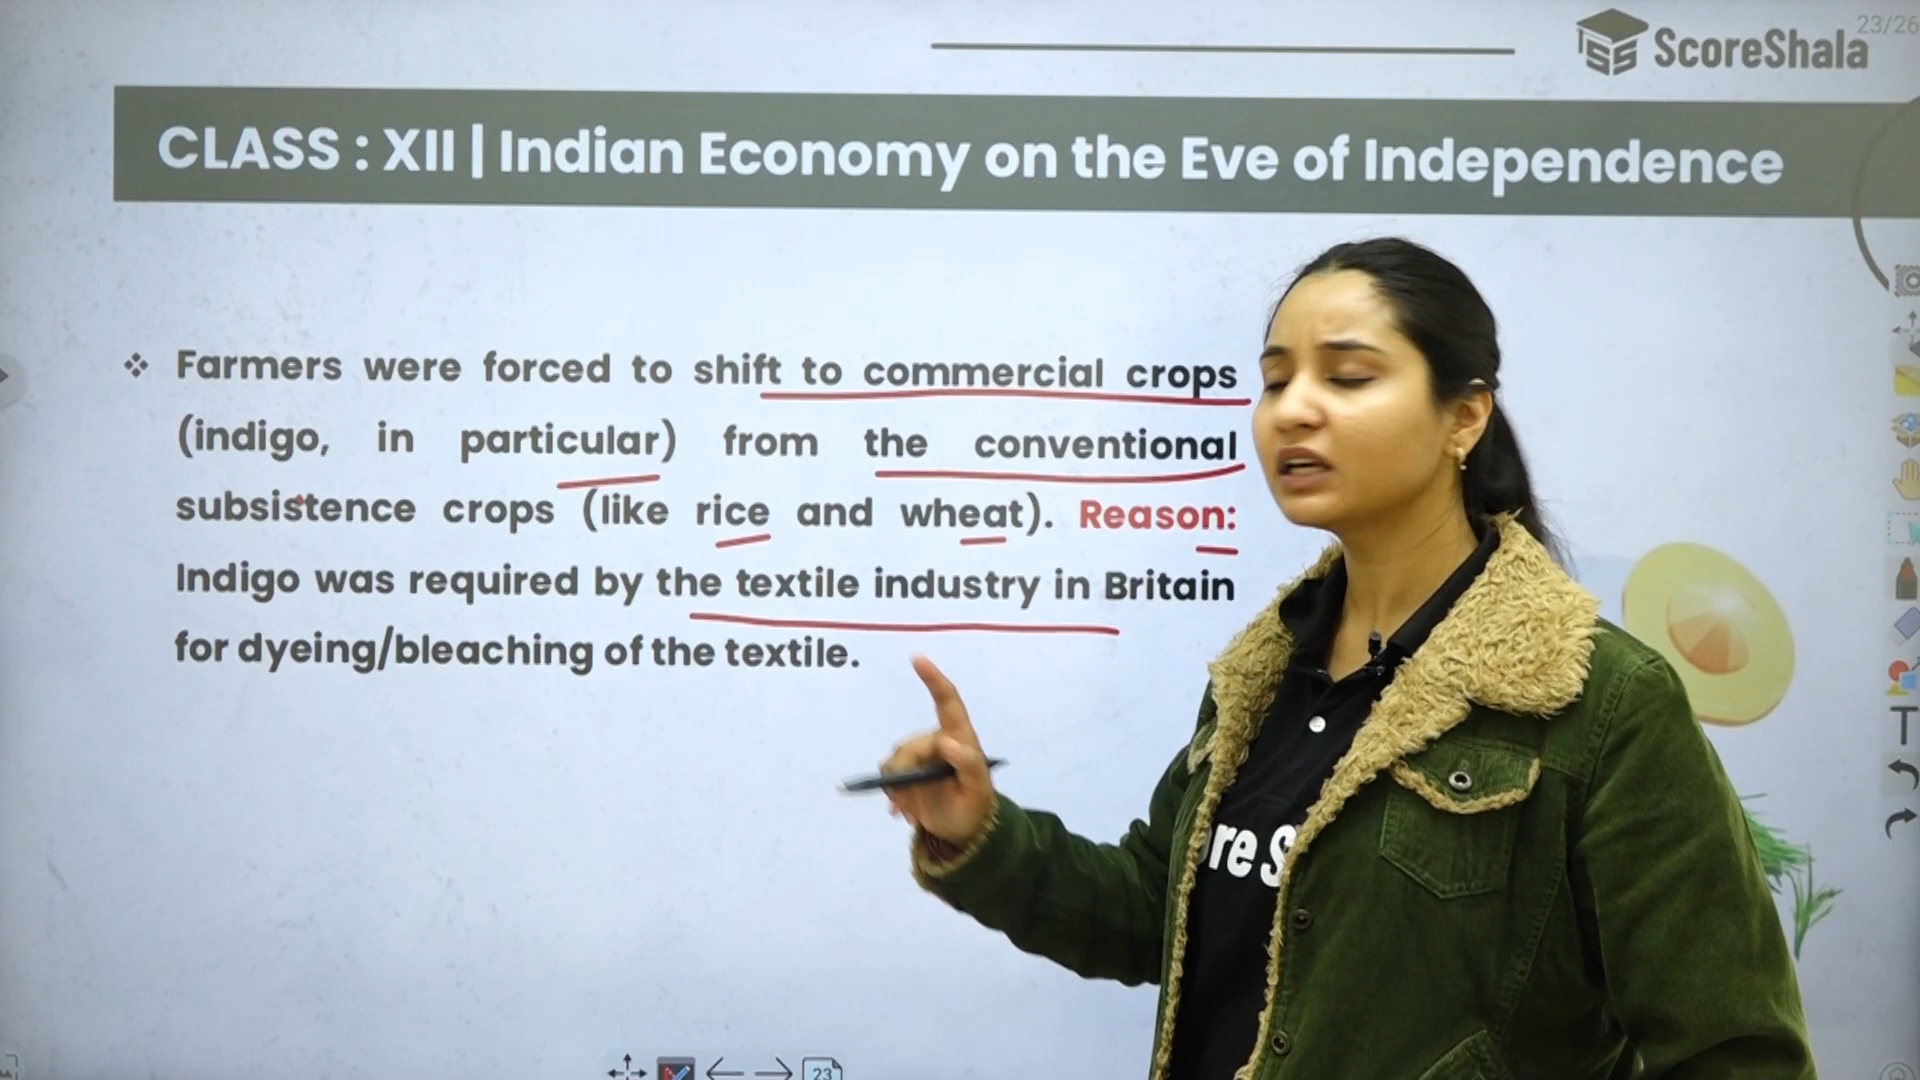 23/26
ScoreShala
CLASS : XII | Indian Economy on the Eve of Independence
❖ Farmers were forced to shift to commercial crops
(indigo, in particular) from the conventional
subsistence crops (like rice and wheat). Reason:
Indigo was required by the textile industry in Britain
for dyeing/bleaching of the textile.
ore S
T
23